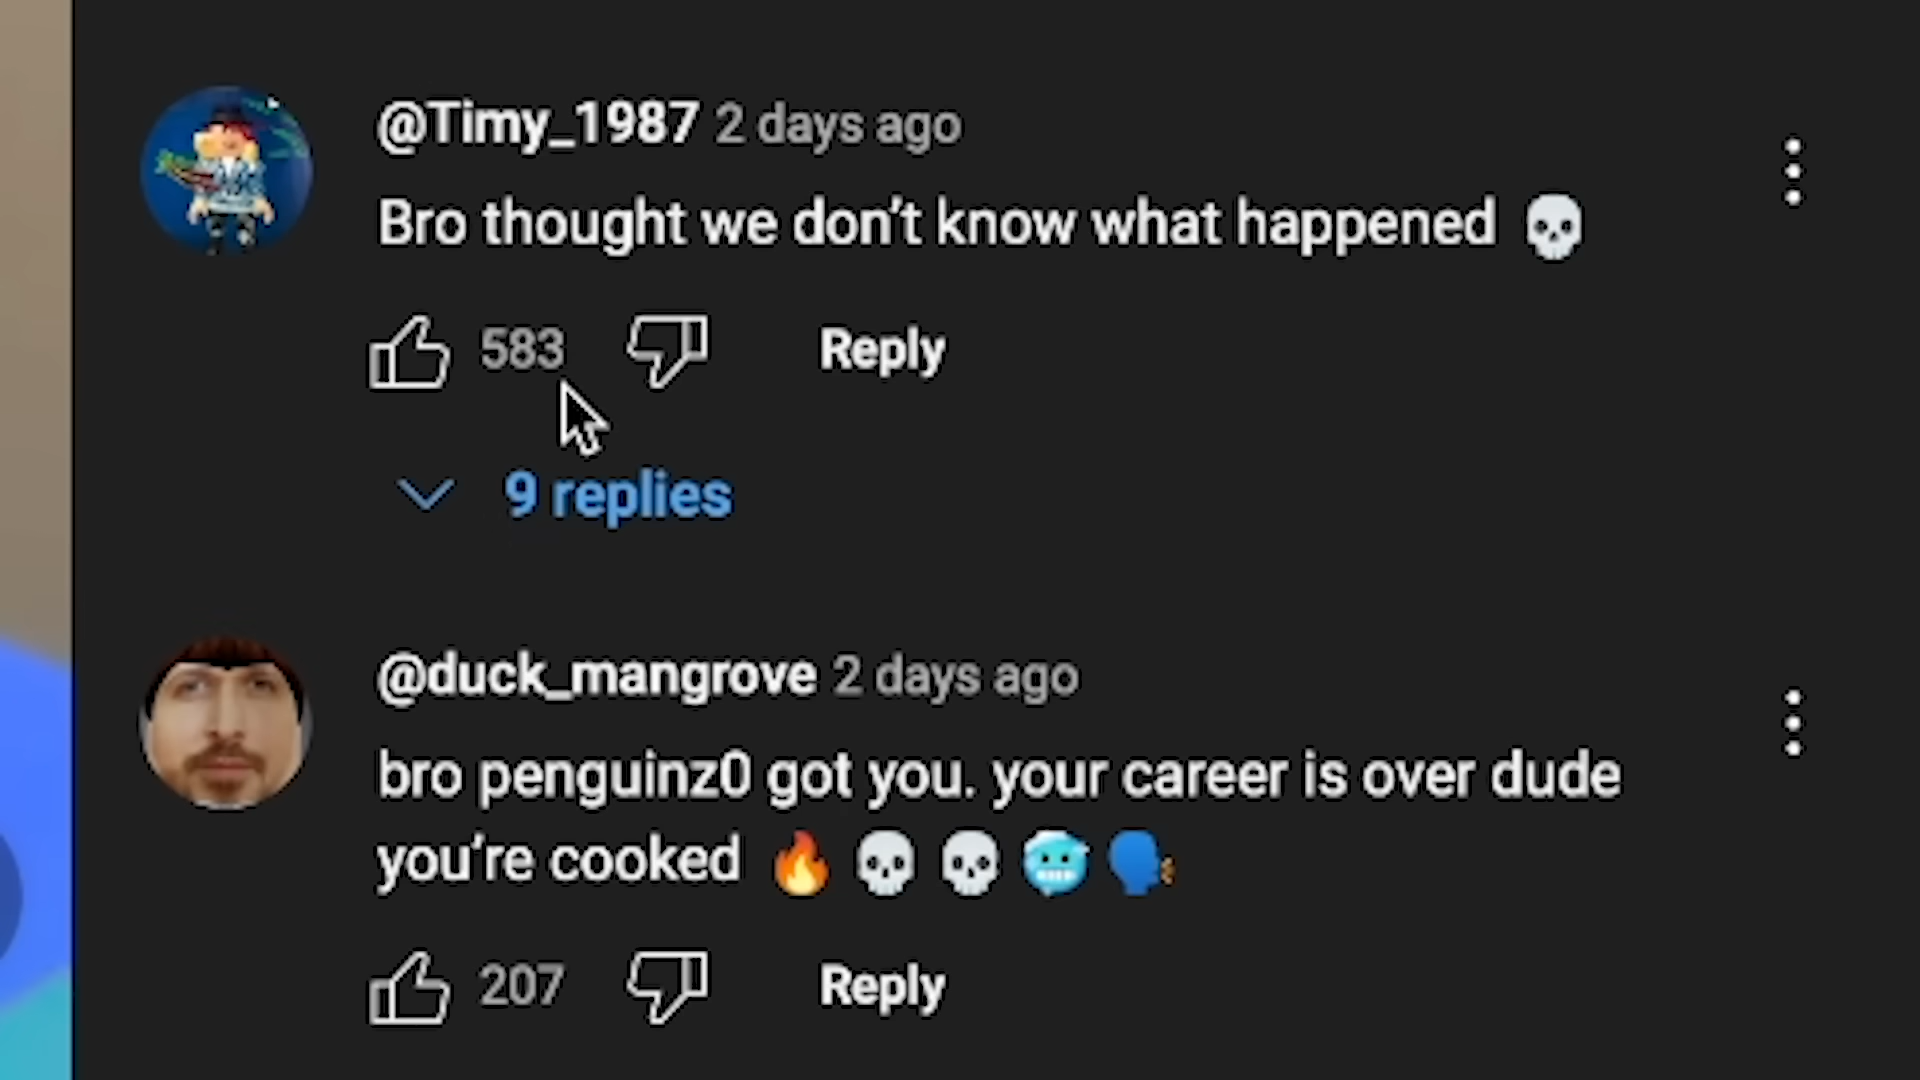 @Timy_1987 2 days ago
Bro thought we don't know what happened 💀
583 Reply
9 replies
@duck_mangrove 2 days ago
bro penguinz0 got you. your career is over dude
you're cooked 🔥 💀 💀 🥶 🗣️
207 Reply